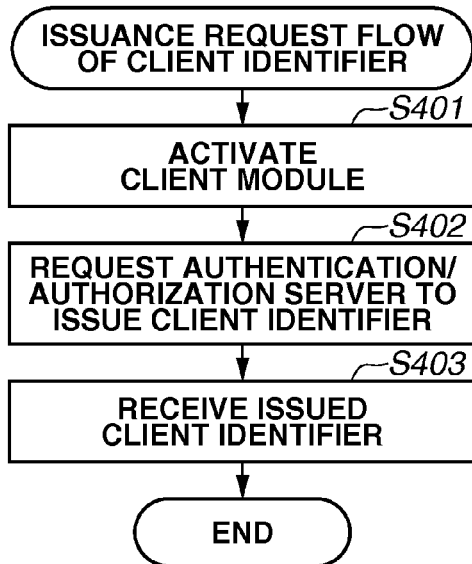 ISSUANCE REQUEST FLOW
OF CLIENT IDENTIFIER
S401
ACTIVATE
CLIENT MODULE
S402
REQUEST AUTHENTICATION/
AUTHORIZATION SERVER TO
ISSUE CLIENT IDENTIFIER
S403
RECEIVE ISSUED
CLIENT IDENTIFIER
END